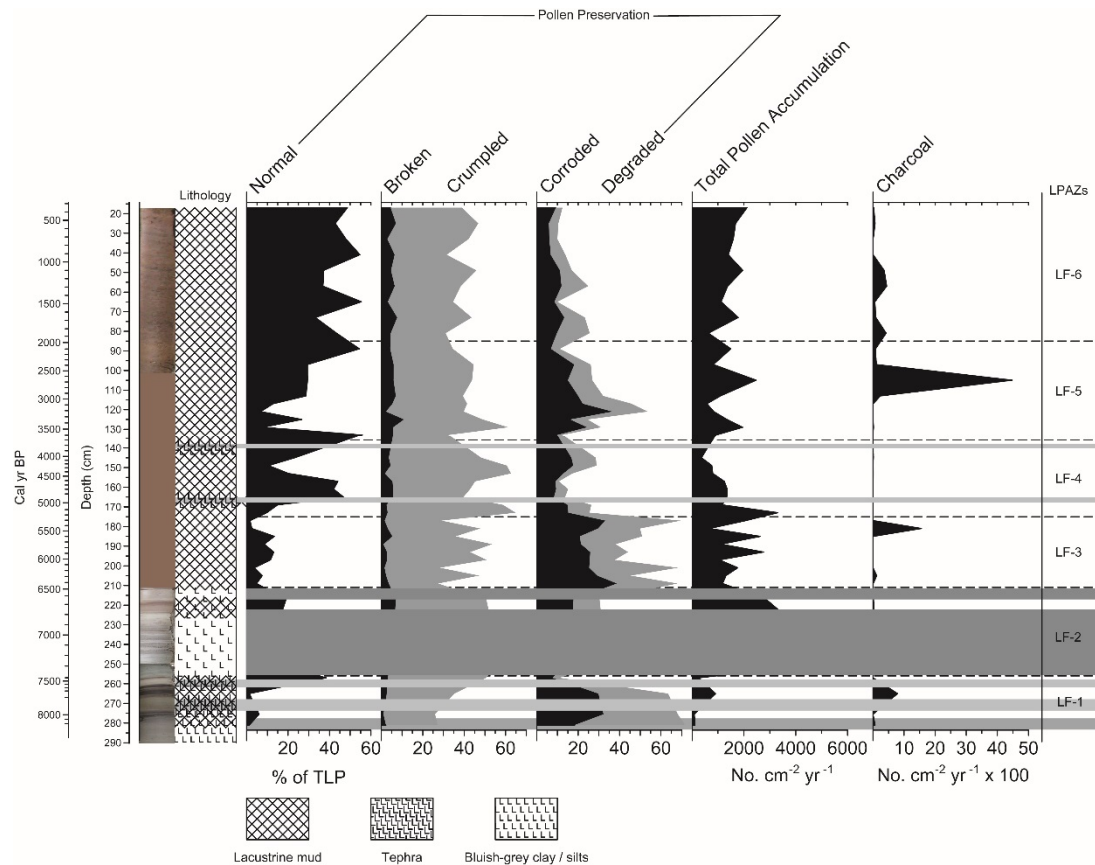 Pollen Preservation
Normal
Broken
Crumpled
Corroded
Degraded
Total Pollen Accumulation
Charcoal
Lithology
LPAZs
Cal yr BP
500
1000
1500
2000
2500
3000
3500
4000
4500
5000
5500
6000
6500
7000
7500
8000
Depth (cm)
20
30
40
50
60
70
80
90
100
110
120
130
140
150
160
170
180
190
200
210
220
230
240
250
260
270
280
290
LF-6
LF-5
LF-4
LF-3
LF-2
LF-1
20 40 60
20 40 60
20 40 60
2000 4000 6000
10 20 30 40 50
% of TLP
No. cm⁻² yr⁻¹
No. cm⁻² yr⁻¹ x 100
Lacustrine mud
Tephra
Bluish-grey clay / silts